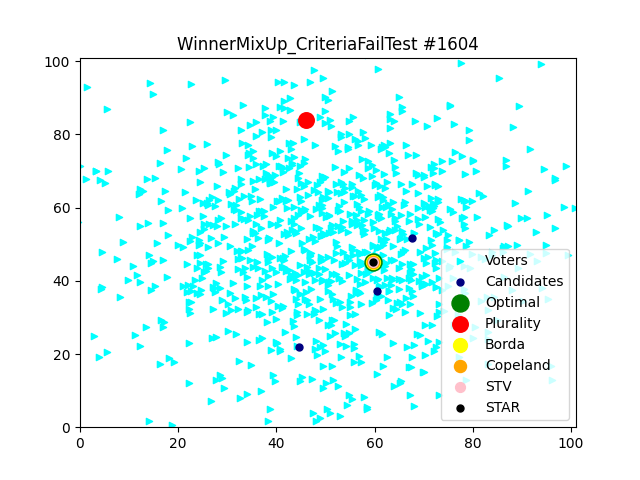 WinnerMixUp_CriteriaFailTest #1604
100
80
60
40
20
0
0 20 40 60 80 100
Voters
Candidates
Optimal
Plurality
Borda
Copeland
STV
STAR